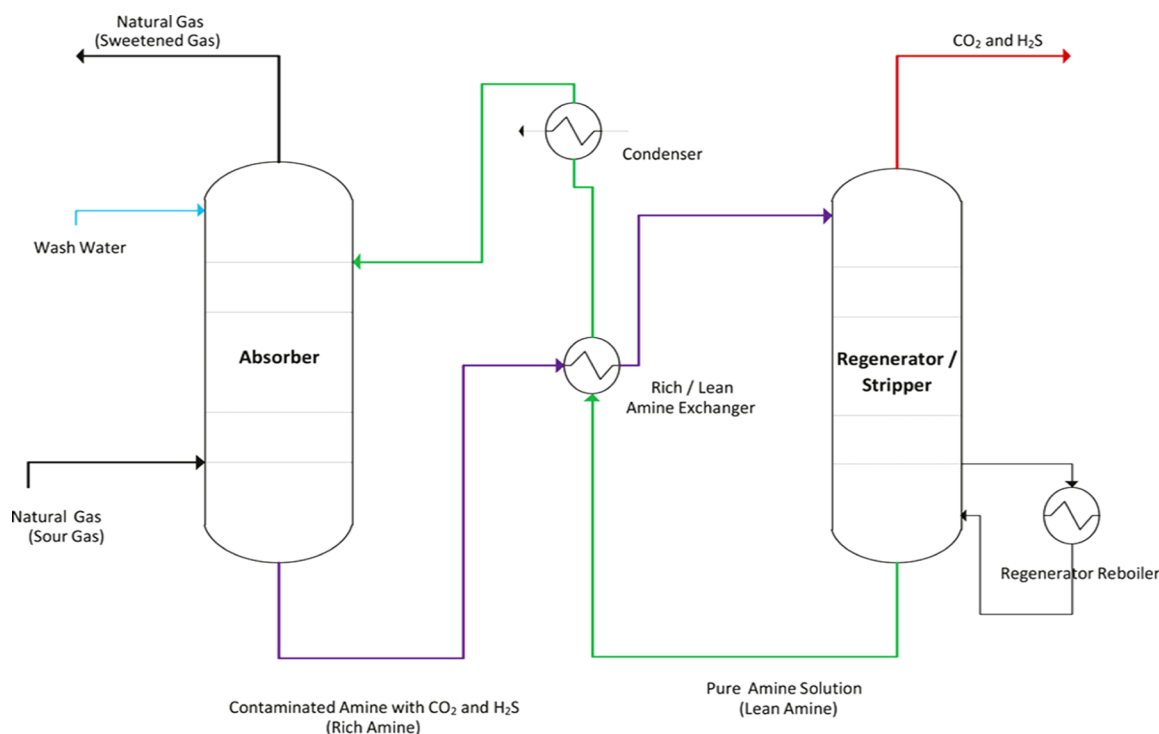 Natural Gas
(Sweetened Gas)
CO₂ and H₂S
Condenser
Wash Water
Absorber
Regenerator /
Stripper
Rich / Lean
Amine Exchanger
Natural Gas
(Sour Gas)
Regenerator Reboiler
Contaminated Amine with CO₂ and H₂S
(Rich Amine)
Pure Amine Solution
(Lean Amine)